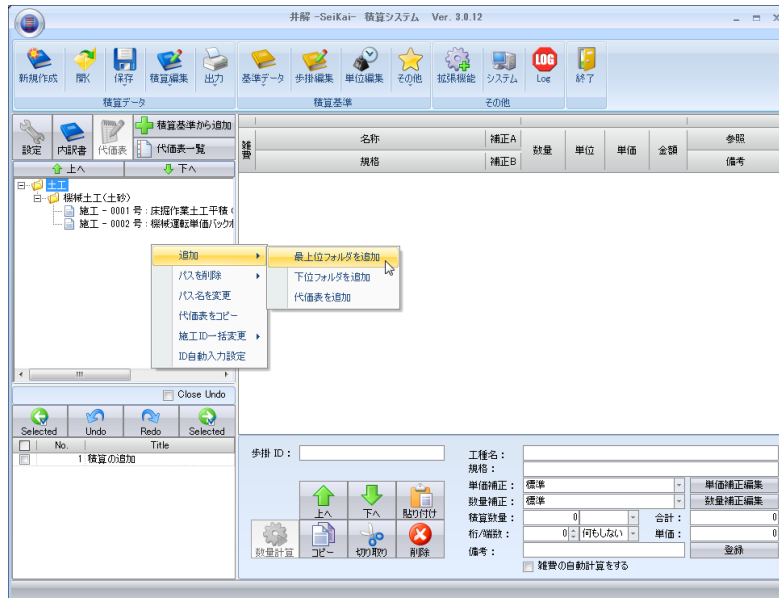 井解 -SeiKai- 積算システム Ver. 3.0.12
新規作成 開く 保存 積算編集 出力 基準データ 歩掛編集 単位編集 その他 拡張機能 システム LOG Log 終了
積算データ 積算基準 その他
設定 内訳書 代価表 積算基準から追加
代価表一覧
上へ 下へ
雑費 名称 補正A 数量 単位 単価 金額 参照
規格 補正B 備考
土工
機械土工(土砂)
施工 - 0001 号 : 床掘作業土工平積
施工 - 0002 号 : 機械運転単価バックホ
追加 最上位フォルダを追加
パスを削除 下位フォルダを追加
パス名を変更 代価表を追加
代価表をコピー
施工ID一括変更
ID自動入力設定
Close Undo
Selected Undo Redo Selected
No. Title
1 積算の追加
歩掛 ID : 工種名 :
規格 :
単価補正 : 標準 単価補正編集
数量補正 : 標準 数量補正編集
上へ 下へ 貼り付け 積算数量 : 0 合計 : 0
桁/端数 : 0 何もしない 単価 : 0
数量計算 コピー 切り取り 削除 備考 : 登録
雑費の自動計算をする